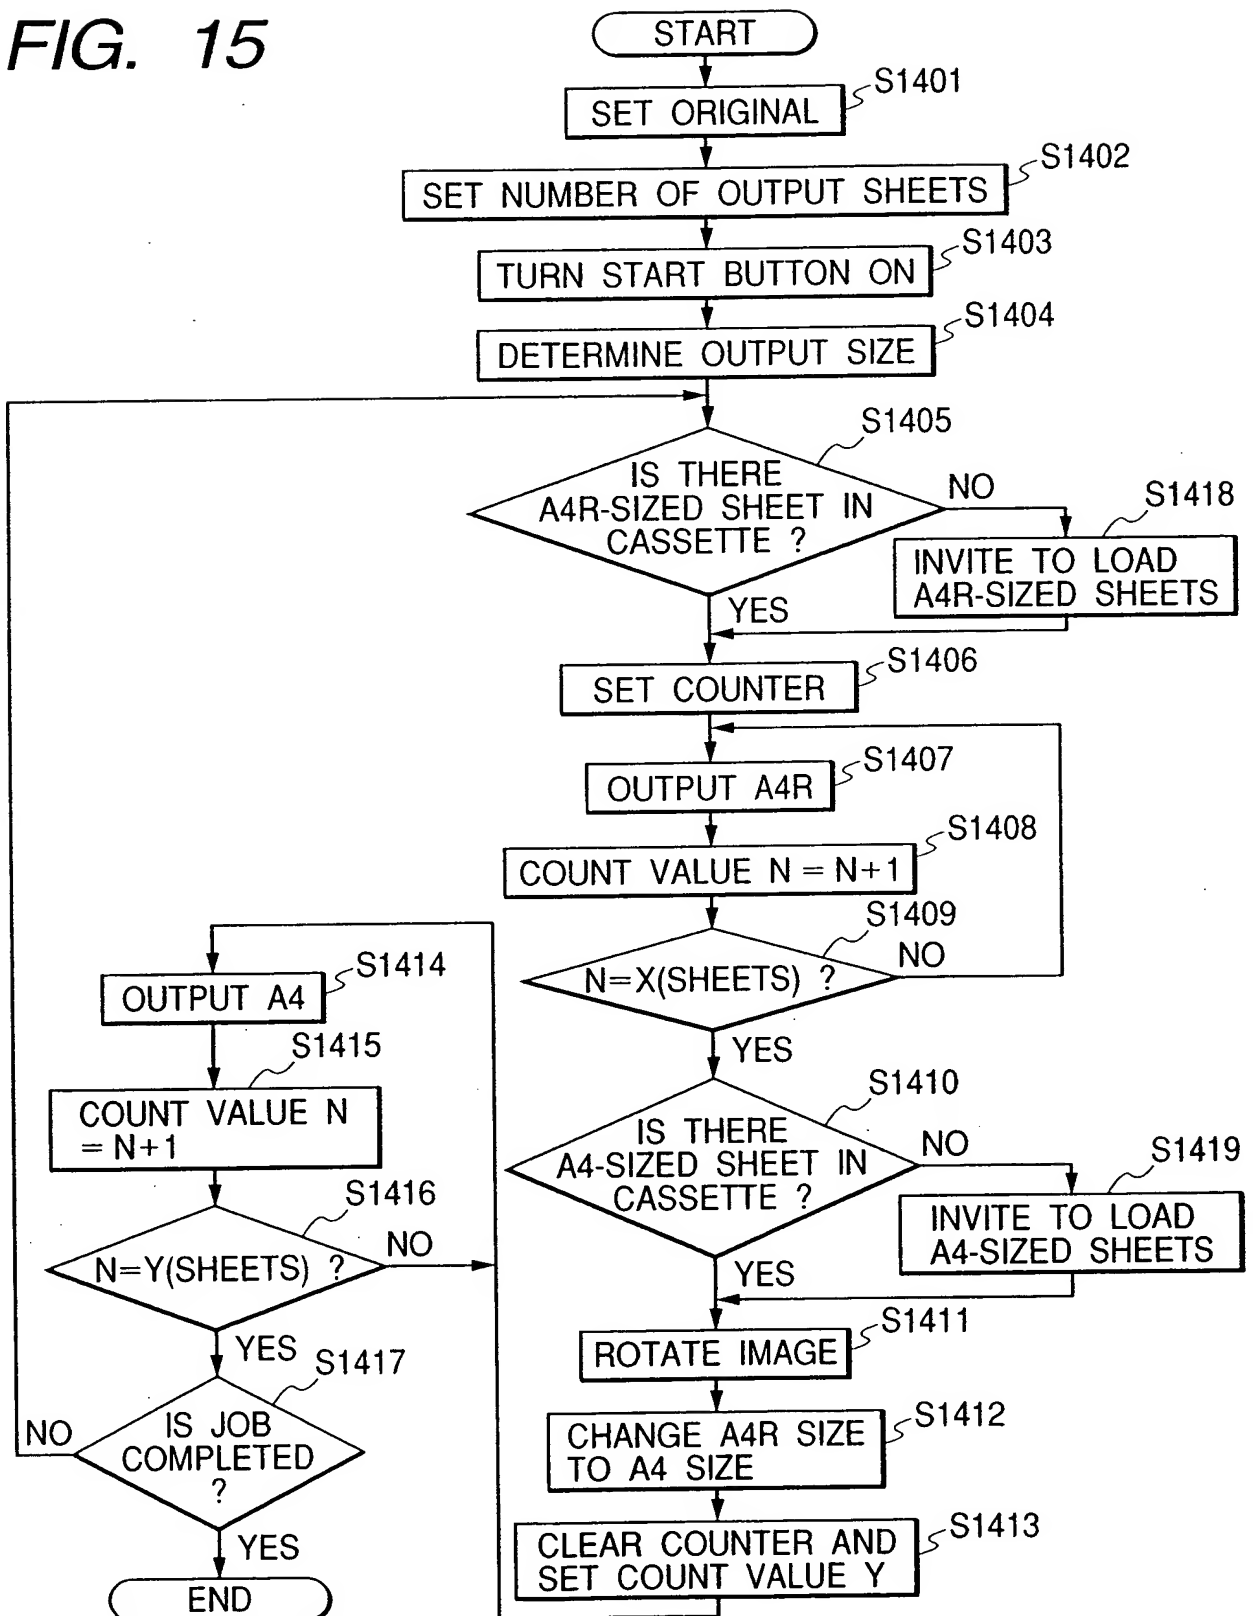 FIG. 15
START
S1401
SET ORIGINAL
S1402
SET NUMBER OF OUTPUT SHEETS
S1403
TURN START BUTTON ON
S1404
DETERMINE OUTPUT SIZE
S1405
IS THERE
A4R-SIZED SHEET IN
CASSETTE ?
NO
S1418
INVITE TO LOAD
A4R-SIZED SHEETS
YES
S1406
SET COUNTER
S1407
OUTPUT A4R
S1408
COUNT VALUE N = N+1
S1409
N=X(SHEETS) ?
NO
YES
S1410
IS THERE
A4-SIZED SHEET IN
CASSETTE ?
NO
S1419
INVITE TO LOAD
A4-SIZED SHEETS
YES
S1411
ROTATE IMAGE
S1412
CHANGE A4R SIZE
TO A4 SIZE
S1413
CLEAR COUNTER AND
SET COUNT VALUE Y
S1414
OUTPUT A4
S1415
COUNT VALUE N
= N+1
S1416
N=Y(SHEETS) ?
NO
YES
S1417
IS JOB
COMPLETED
?
NO
YES
END